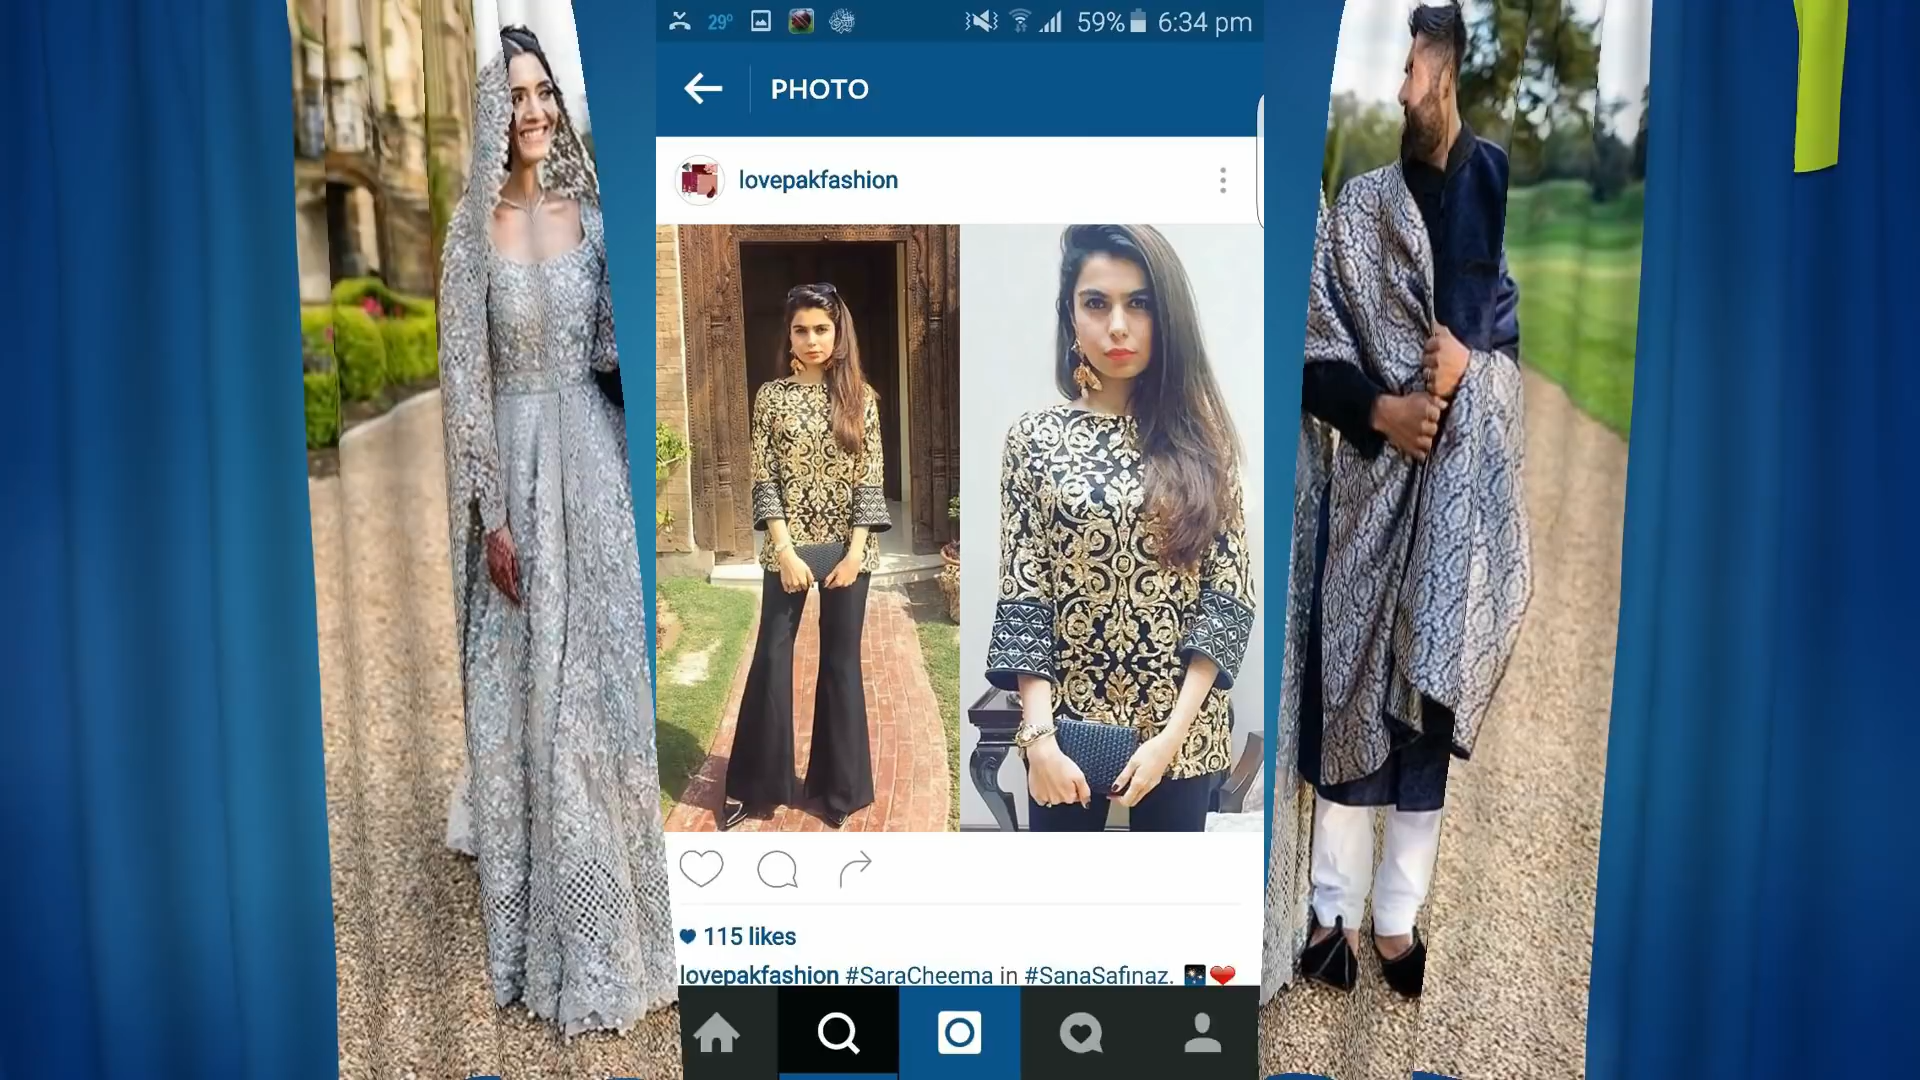 29° 59% 6:34 pm
PHOTO
lovepakfashion
115 likes
lovepakfashion #SaraCheema in #SanaSafinaz.